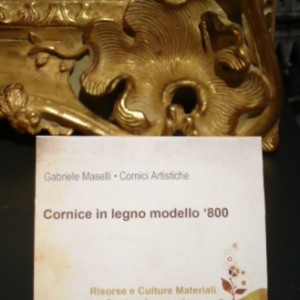 Gabriele Maselli • Cornici Artistiche
Cornice in legno modello ‘800
Risorse e Culture Materiali